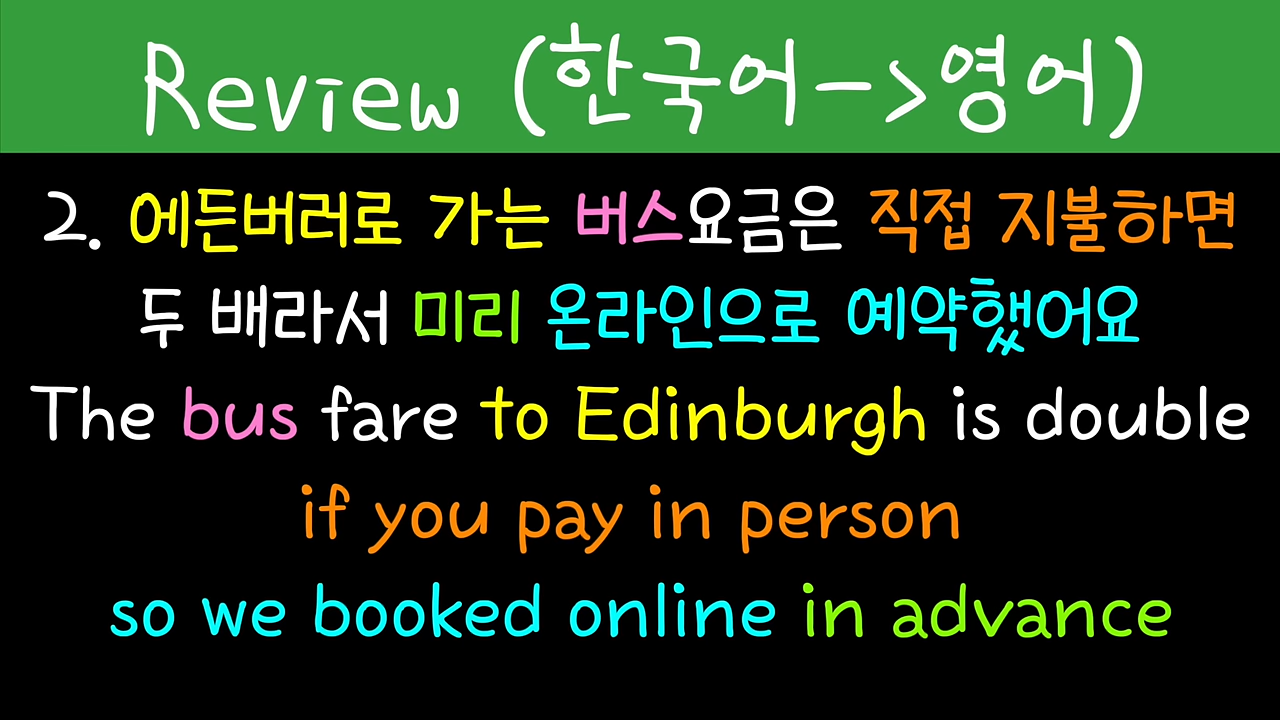 Review (한국어->영어)
2. 에든버러로 가는 버스요금은 직접 지불하면
두 배라서 미리 온라인으로 예약했어요
The bus fare to Edinburgh is double
if you pay in person
so we booked online in advance